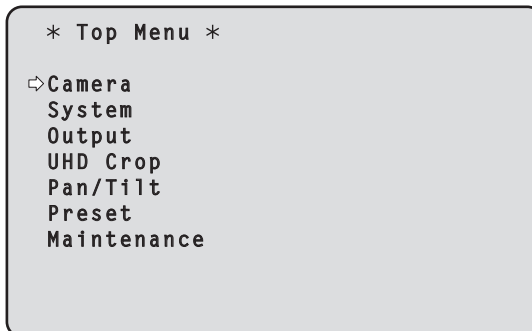 * Top Menu *
⇨Camera
System
Output
UHD Crop
Pan/Tilt
Preset
Maintenance